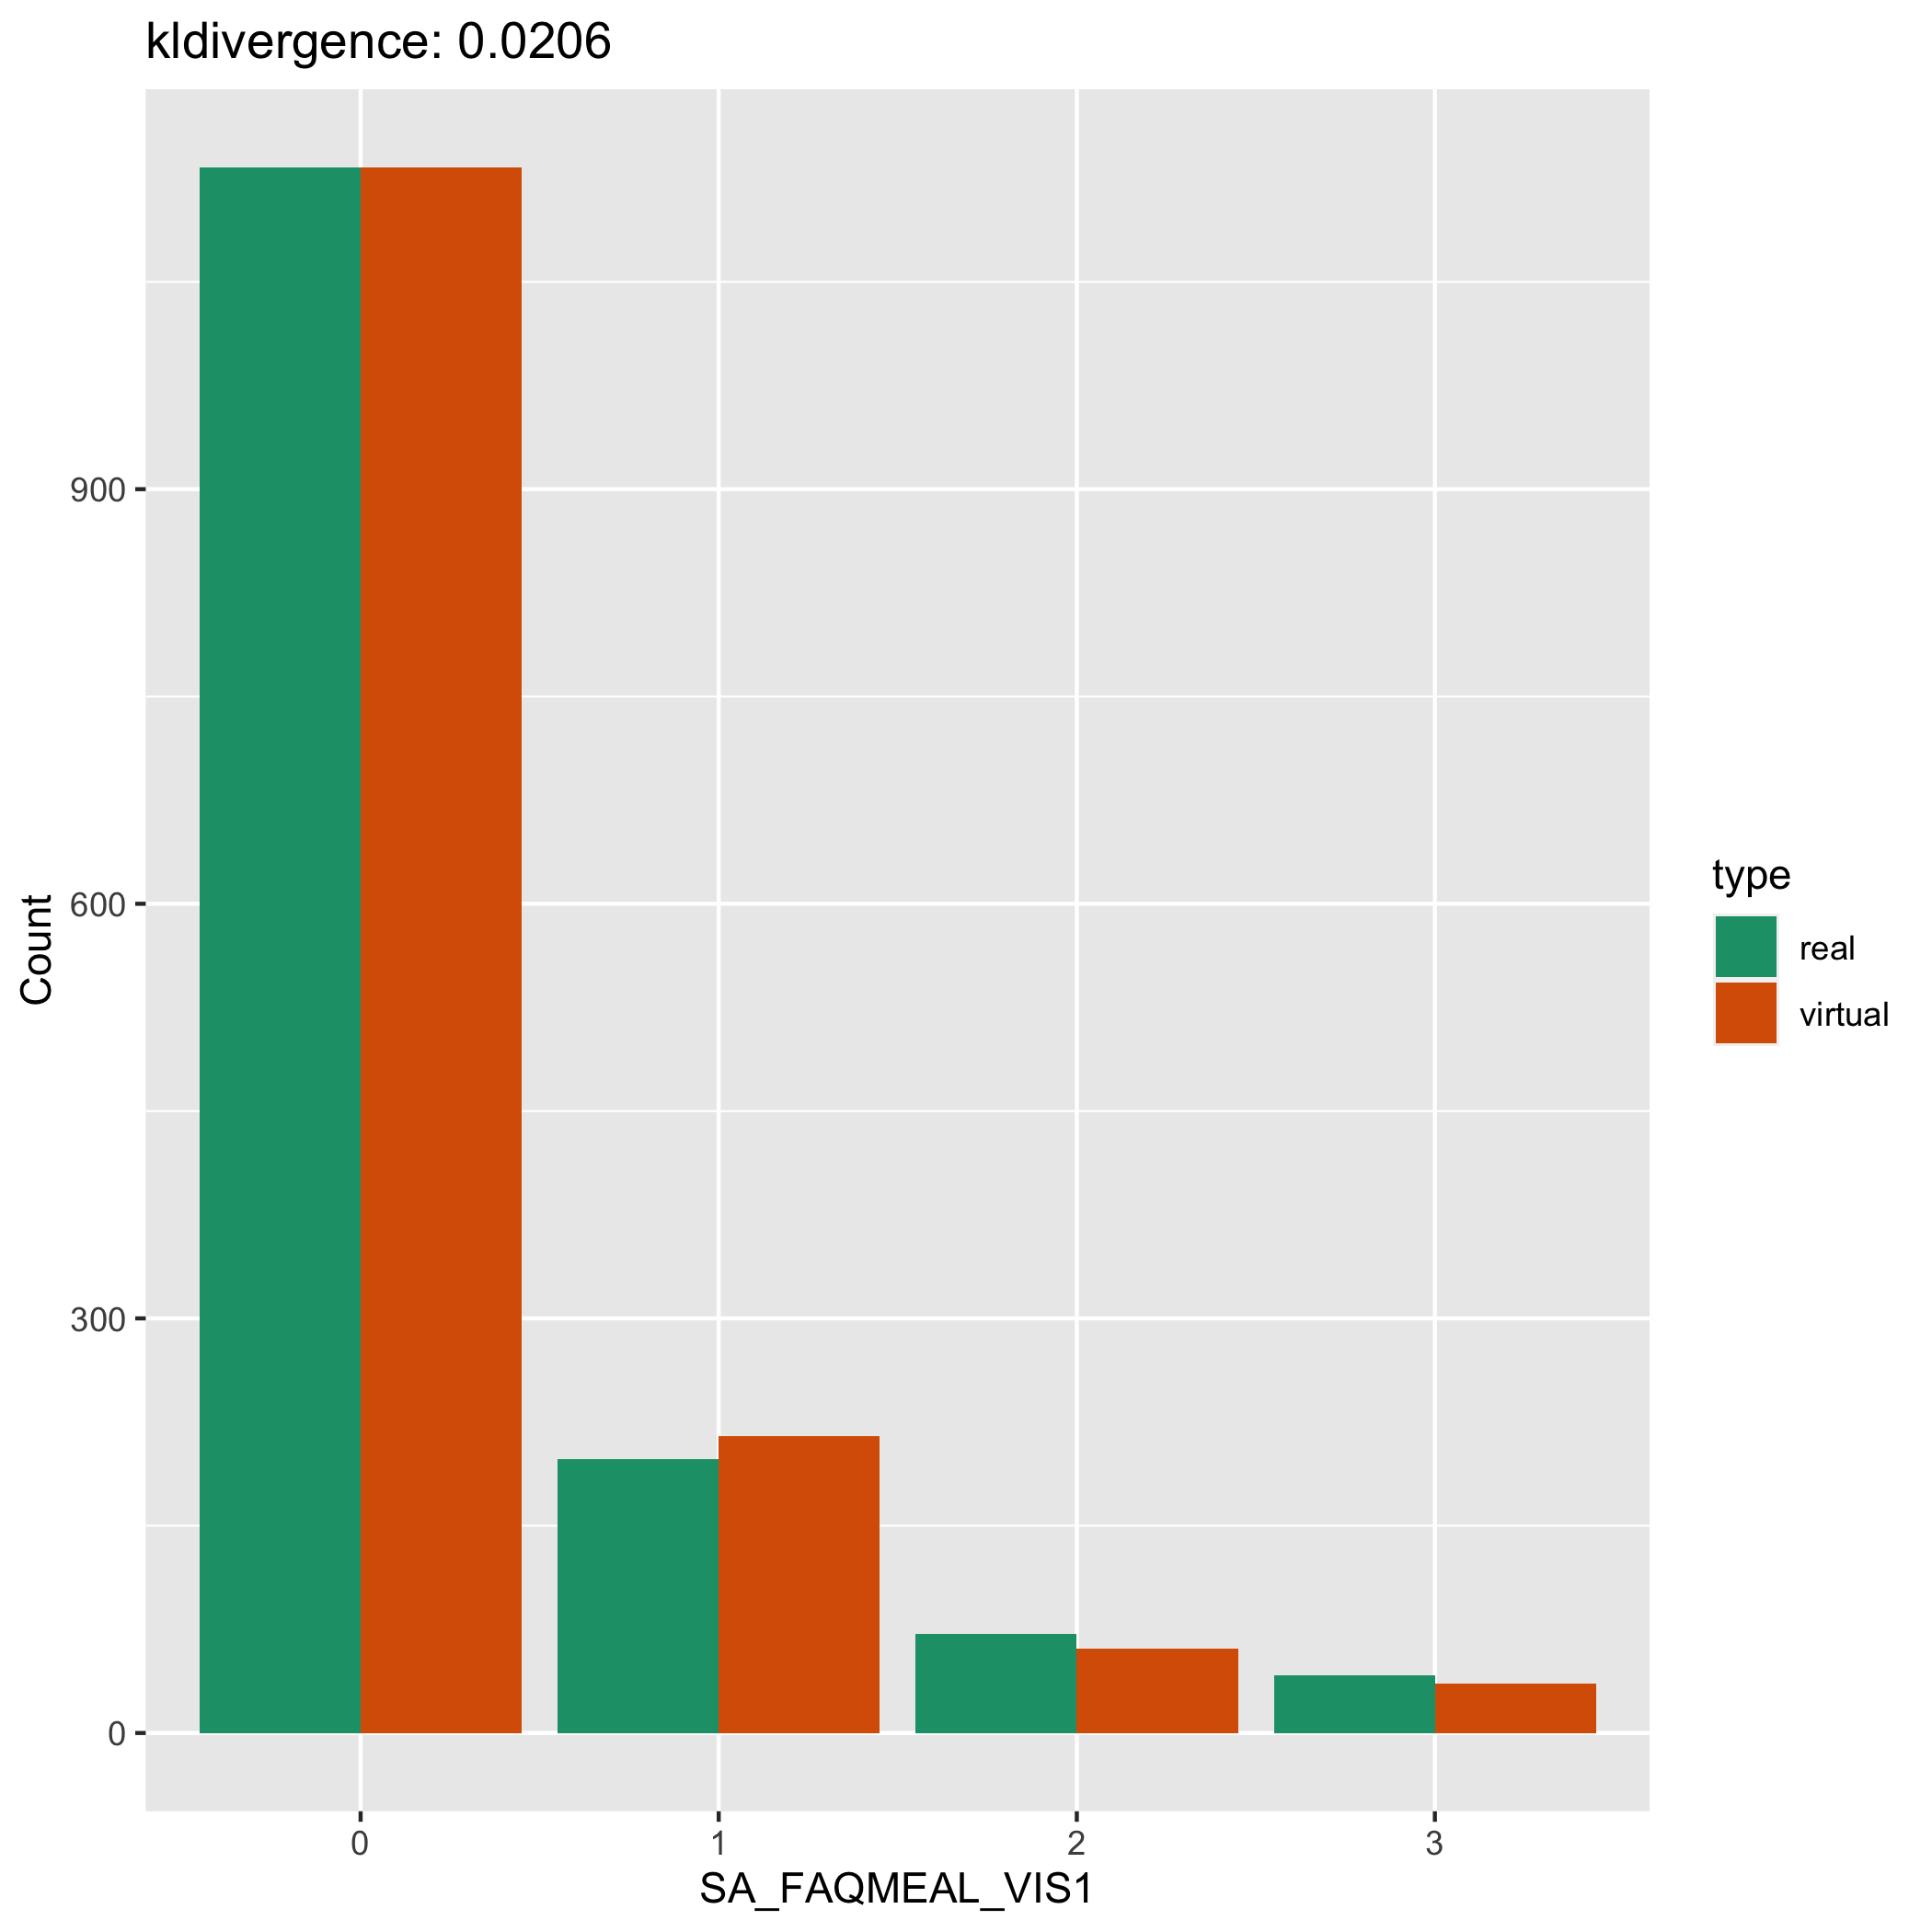 kldivergence: 0.0206
900
600
300
0
Count
0 1 2 3
SA_FAQMEAL_VIS1
type
real
virtual